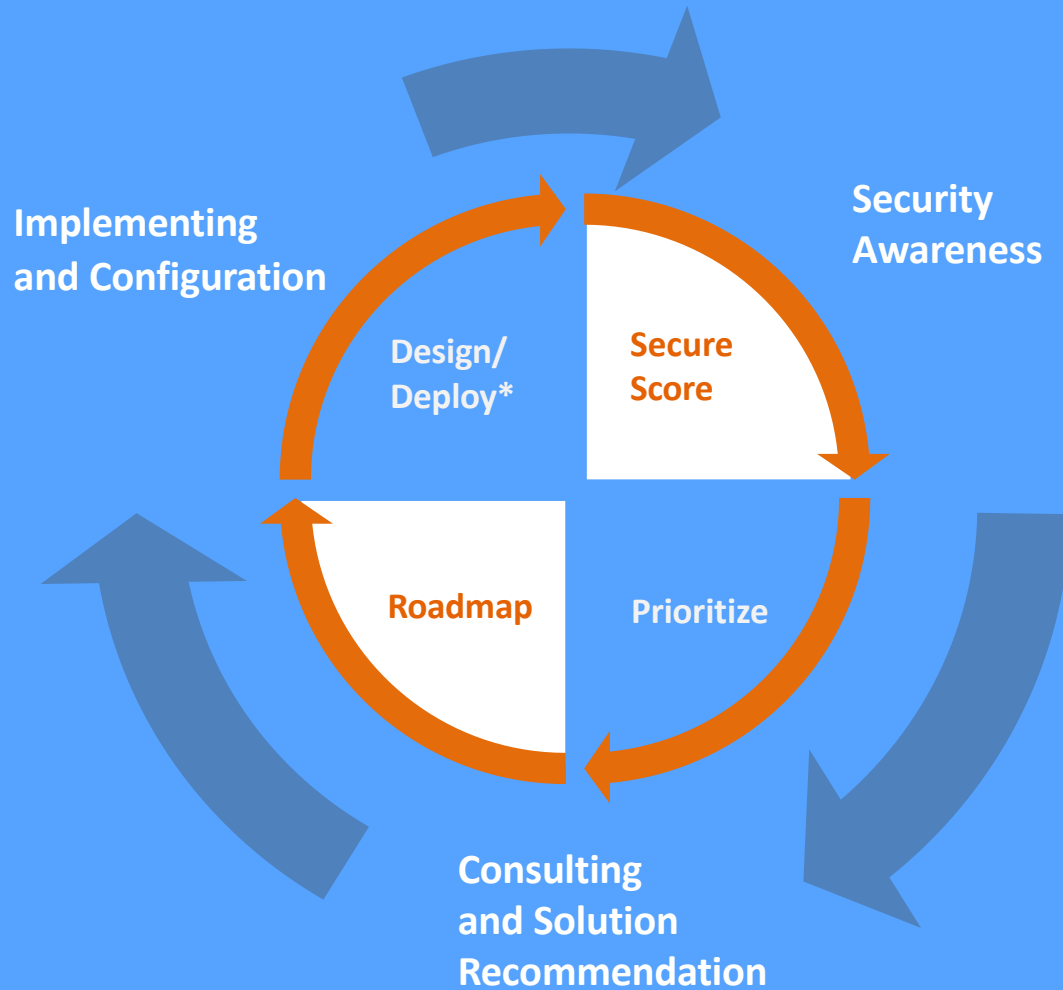 Implementing
and Configuration
Security
Awareness
Design/
Deploy*
Secure
Score
Roadmap
Prioritize
Consulting
and Solution
Recommendation